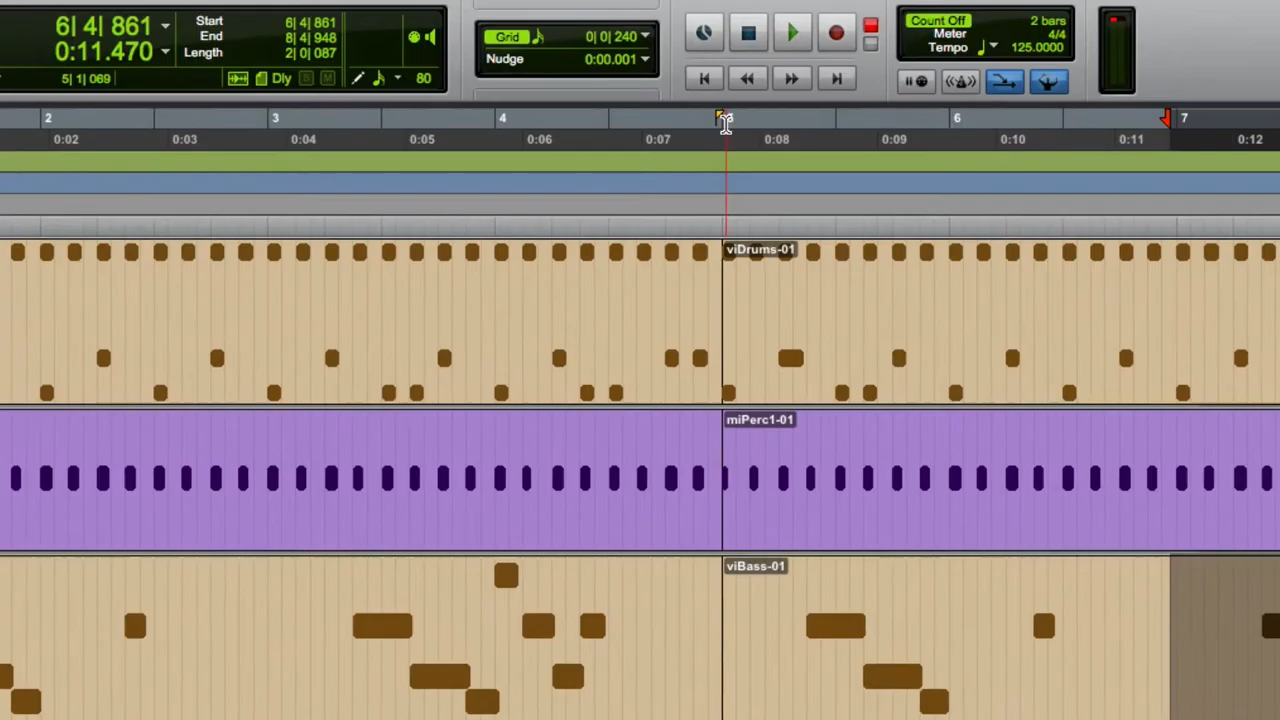 6| 4| 861
0:11.470
Start 6| 4| 861
End 8| 4| 948
Length 2| 0| 087
5| 1| 069
Dly S M
80
Grid 0| 0| 240
Nudge 0:00.001
Count Off 2 bars
Meter 4/4
Tempo 125.0000
2 3 4 6 7
0:02 0:03 0:04 0:05 0:06 0:07 0:08 0:09 0:10 0:11 0:12
viDrums-01
miPerc1-01
viBass-01